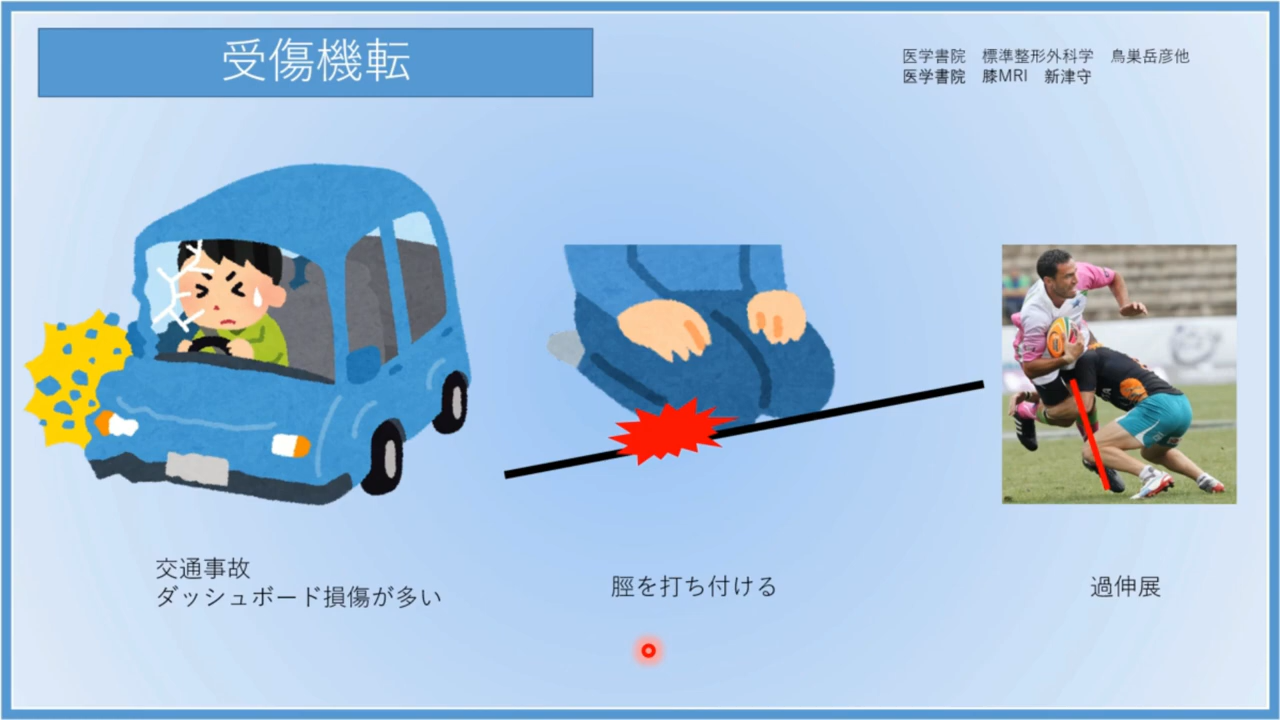 受傷機転
医学書院　標準整形外科学　鳥巣岳彦他
医学書院　膝MRI　新津守
交通事故
ダッシュボード損傷が多い
脛を打ち付ける
過伸展